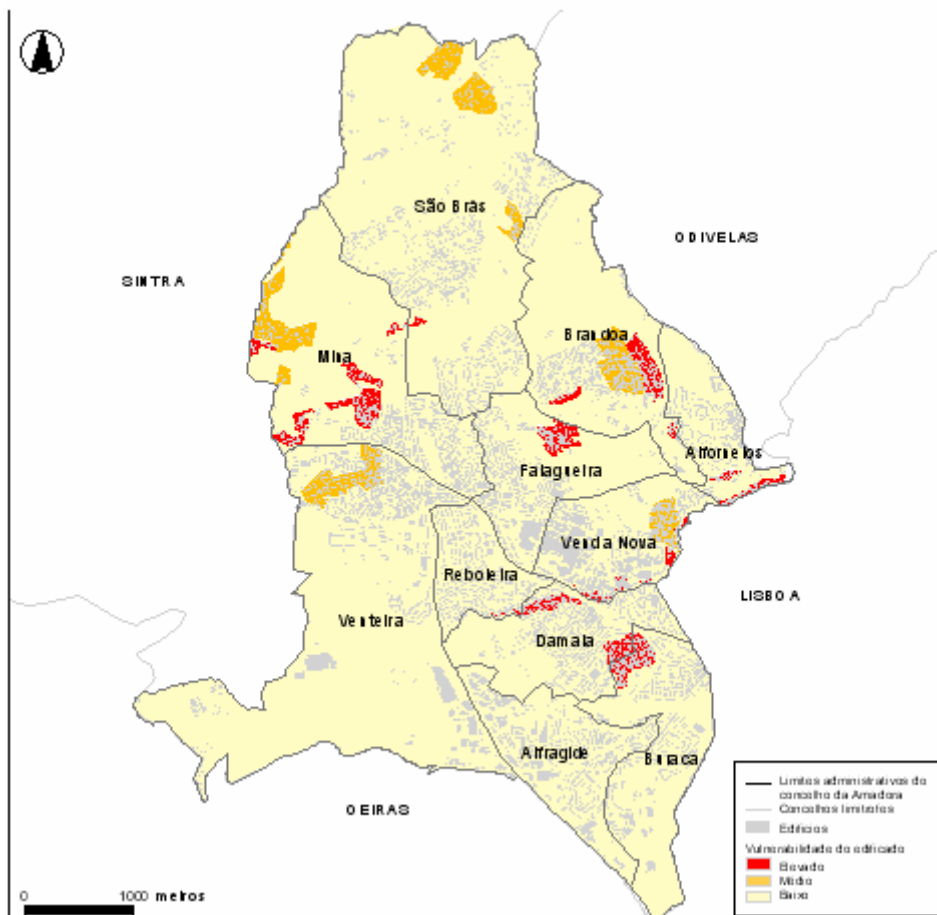 São Brás
ODIVELAS
SINTRA
Brandoa
Mina
Alfornelos
Falagueira
Venda Nova
Reboleira
LISBOA
Venteira
Damaia
Alfragide
Buraca
OEIRAS
Limites administrativos do
concelho da Amadora
Concelhos limítrofes
Edifícios
Vulnerabilidade do edificado
Elevado
Médio
Baixo
0 1000 metros